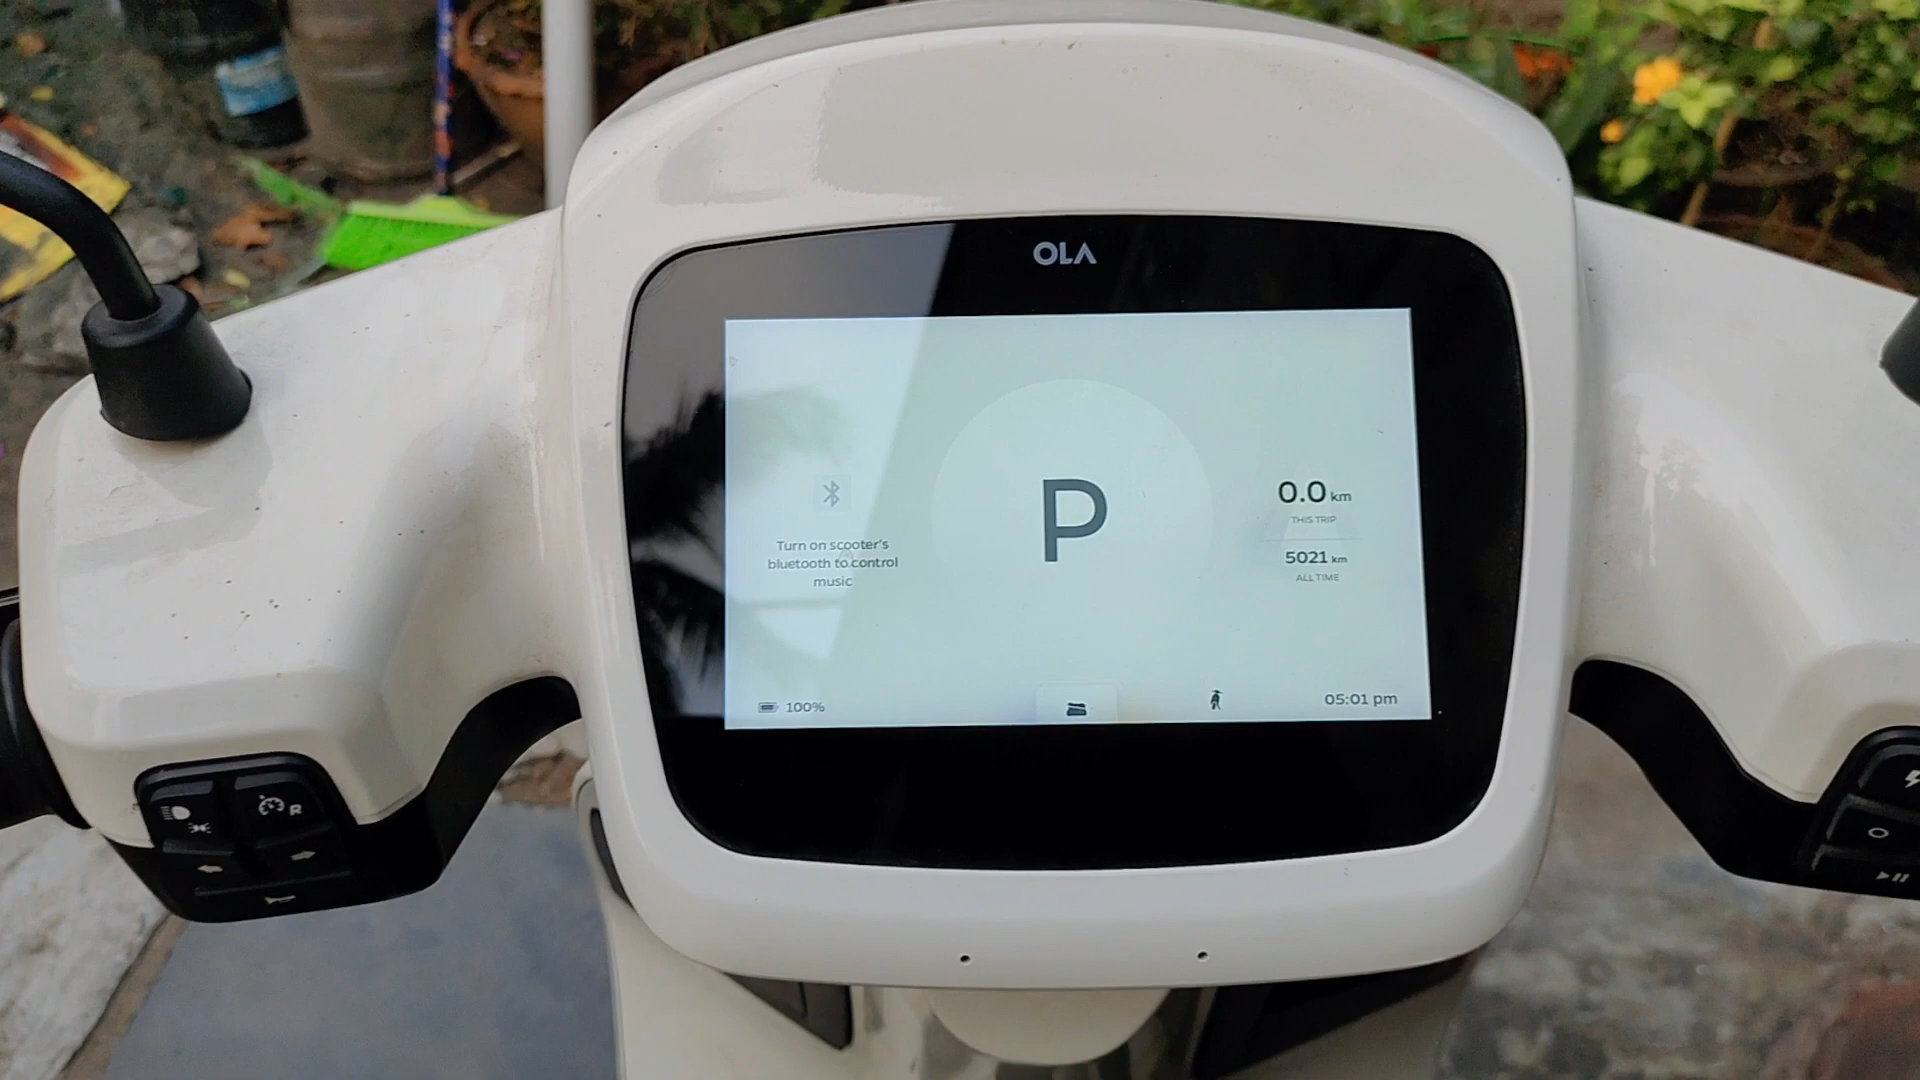 OLA
Turn on scooter's
bluetooth to control
music
P
0.0 km
THIS TRIP
5021 km
ALL TIME
100%
05:01 pm
R